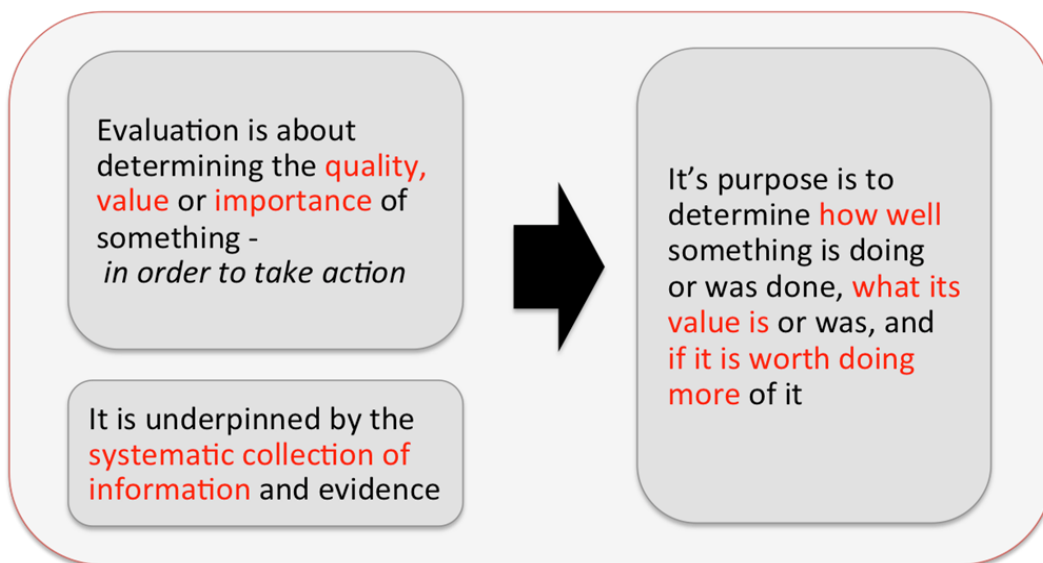 Evaluation is about
determining the quality,
value or importance of
something -
in order to take action
It is underpinned by the
systematic collection of
information and evidence
It’s purpose is to
determine how well
something is doing
or was done, what its
value is or was, and
if it is worth doing
more of it